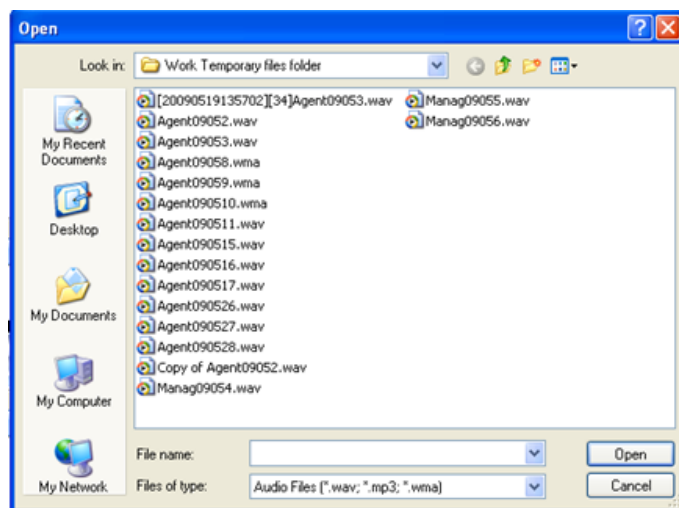 Open
Look in:
Work Temporary files folder
My Recent
Documents
Desktop
My Documents
My Computer
My Network
[20090519135702][34]Agent09053.wav
Agent09052.wav
Agent09053.wav
Agent09058.wma
Agent09059.wma
Agent090510.wma
Agent090511.wav
Agent090515.wav
Agent090516.wav
Agent090517.wav
Agent090526.wav
Agent090527.wav
Agent090528.wav
Copy of Agent09052.wav
Manag09054.wav
Manag09055.wav
Manag09056.wav
File name:
Open
Files of type:
Audio Files (*.wav; *.mp3; *.wma)
Cancel